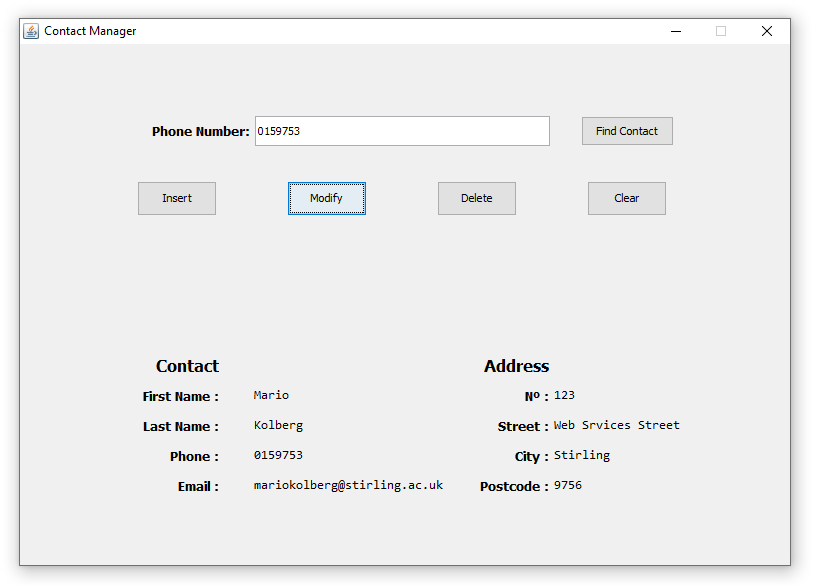 Contact Manager
Phone Number: 0159753 Find Contact
Insert Modify Delete Clear
Contact Address
First Name : Mario Nº : 123
Last Name : Kolberg Street : Web Srvices Street
Phone : 0159753 City : Stirling
Email : mariokolberg@stirling.ac.uk Postcode : 9756